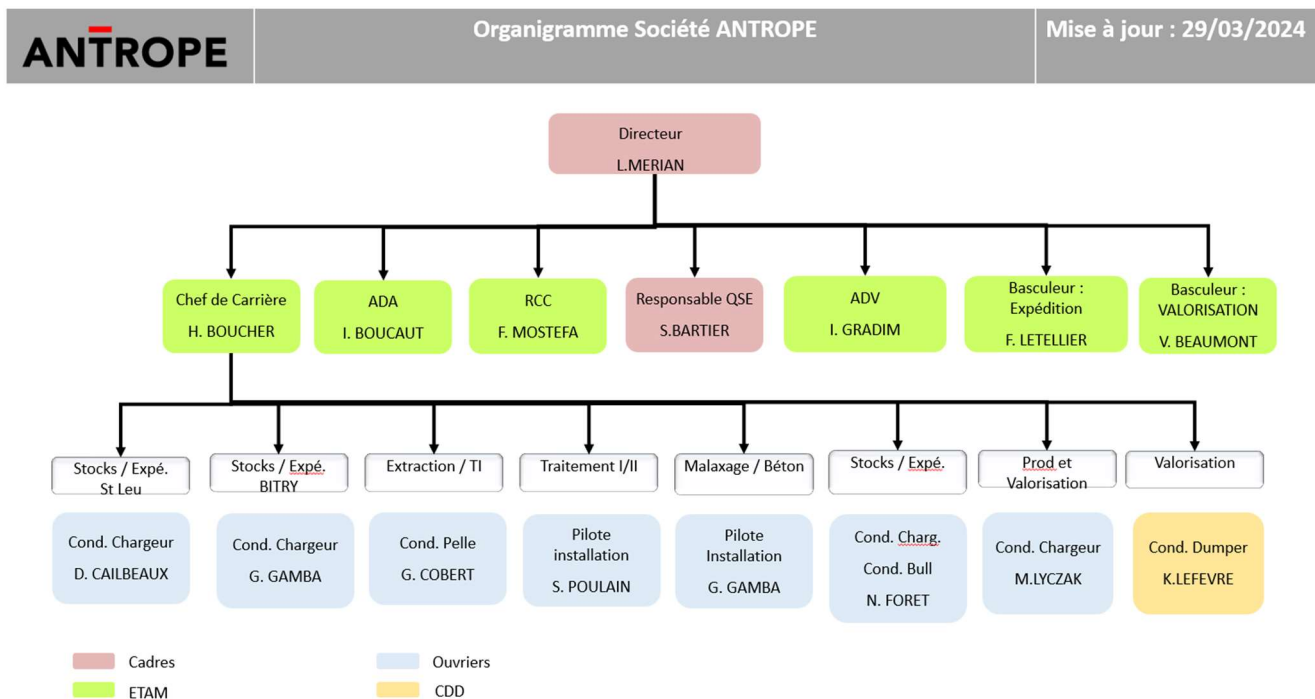 ANTROPE
Organigramme Société ANTROPE
Mise à jour : 29/03/2024
Directeur
L.MERIAN
Chef de Carrière
H. BOUCHER
ADA
I. BOUCAUT
RCC
F. MOSTEFA
Responsable QSE
S.BARTIER
ADV
I. GRADIM
Basculeur :
Expédition
F. LETELLIER
Basculeur :
VALORISATION
V. BEAUMONT
Stocks / Expé.
St Leu
Stocks / Expé.
BITRY
Extraction / TI
Traitement I/II
Malaxage / Béton
Stocks / Expé.
Prod et
Valorisation
Valorisation
Cond. Chargeur
D. CAILBEAUX
Cond. Chargeur
G. GAMBA
Cond. Pelle
G. COBERT
Pilote
installation
S. POULAIN
Pilote
Installation
G. GAMBA
Cond. Charg.
Cond. Bull
N. FORET
Cond. Chargeur
M.LYCZAK
Cond. Dumper
K.LEFEVRE
Cadres
ETAM
Ouvriers
CDD